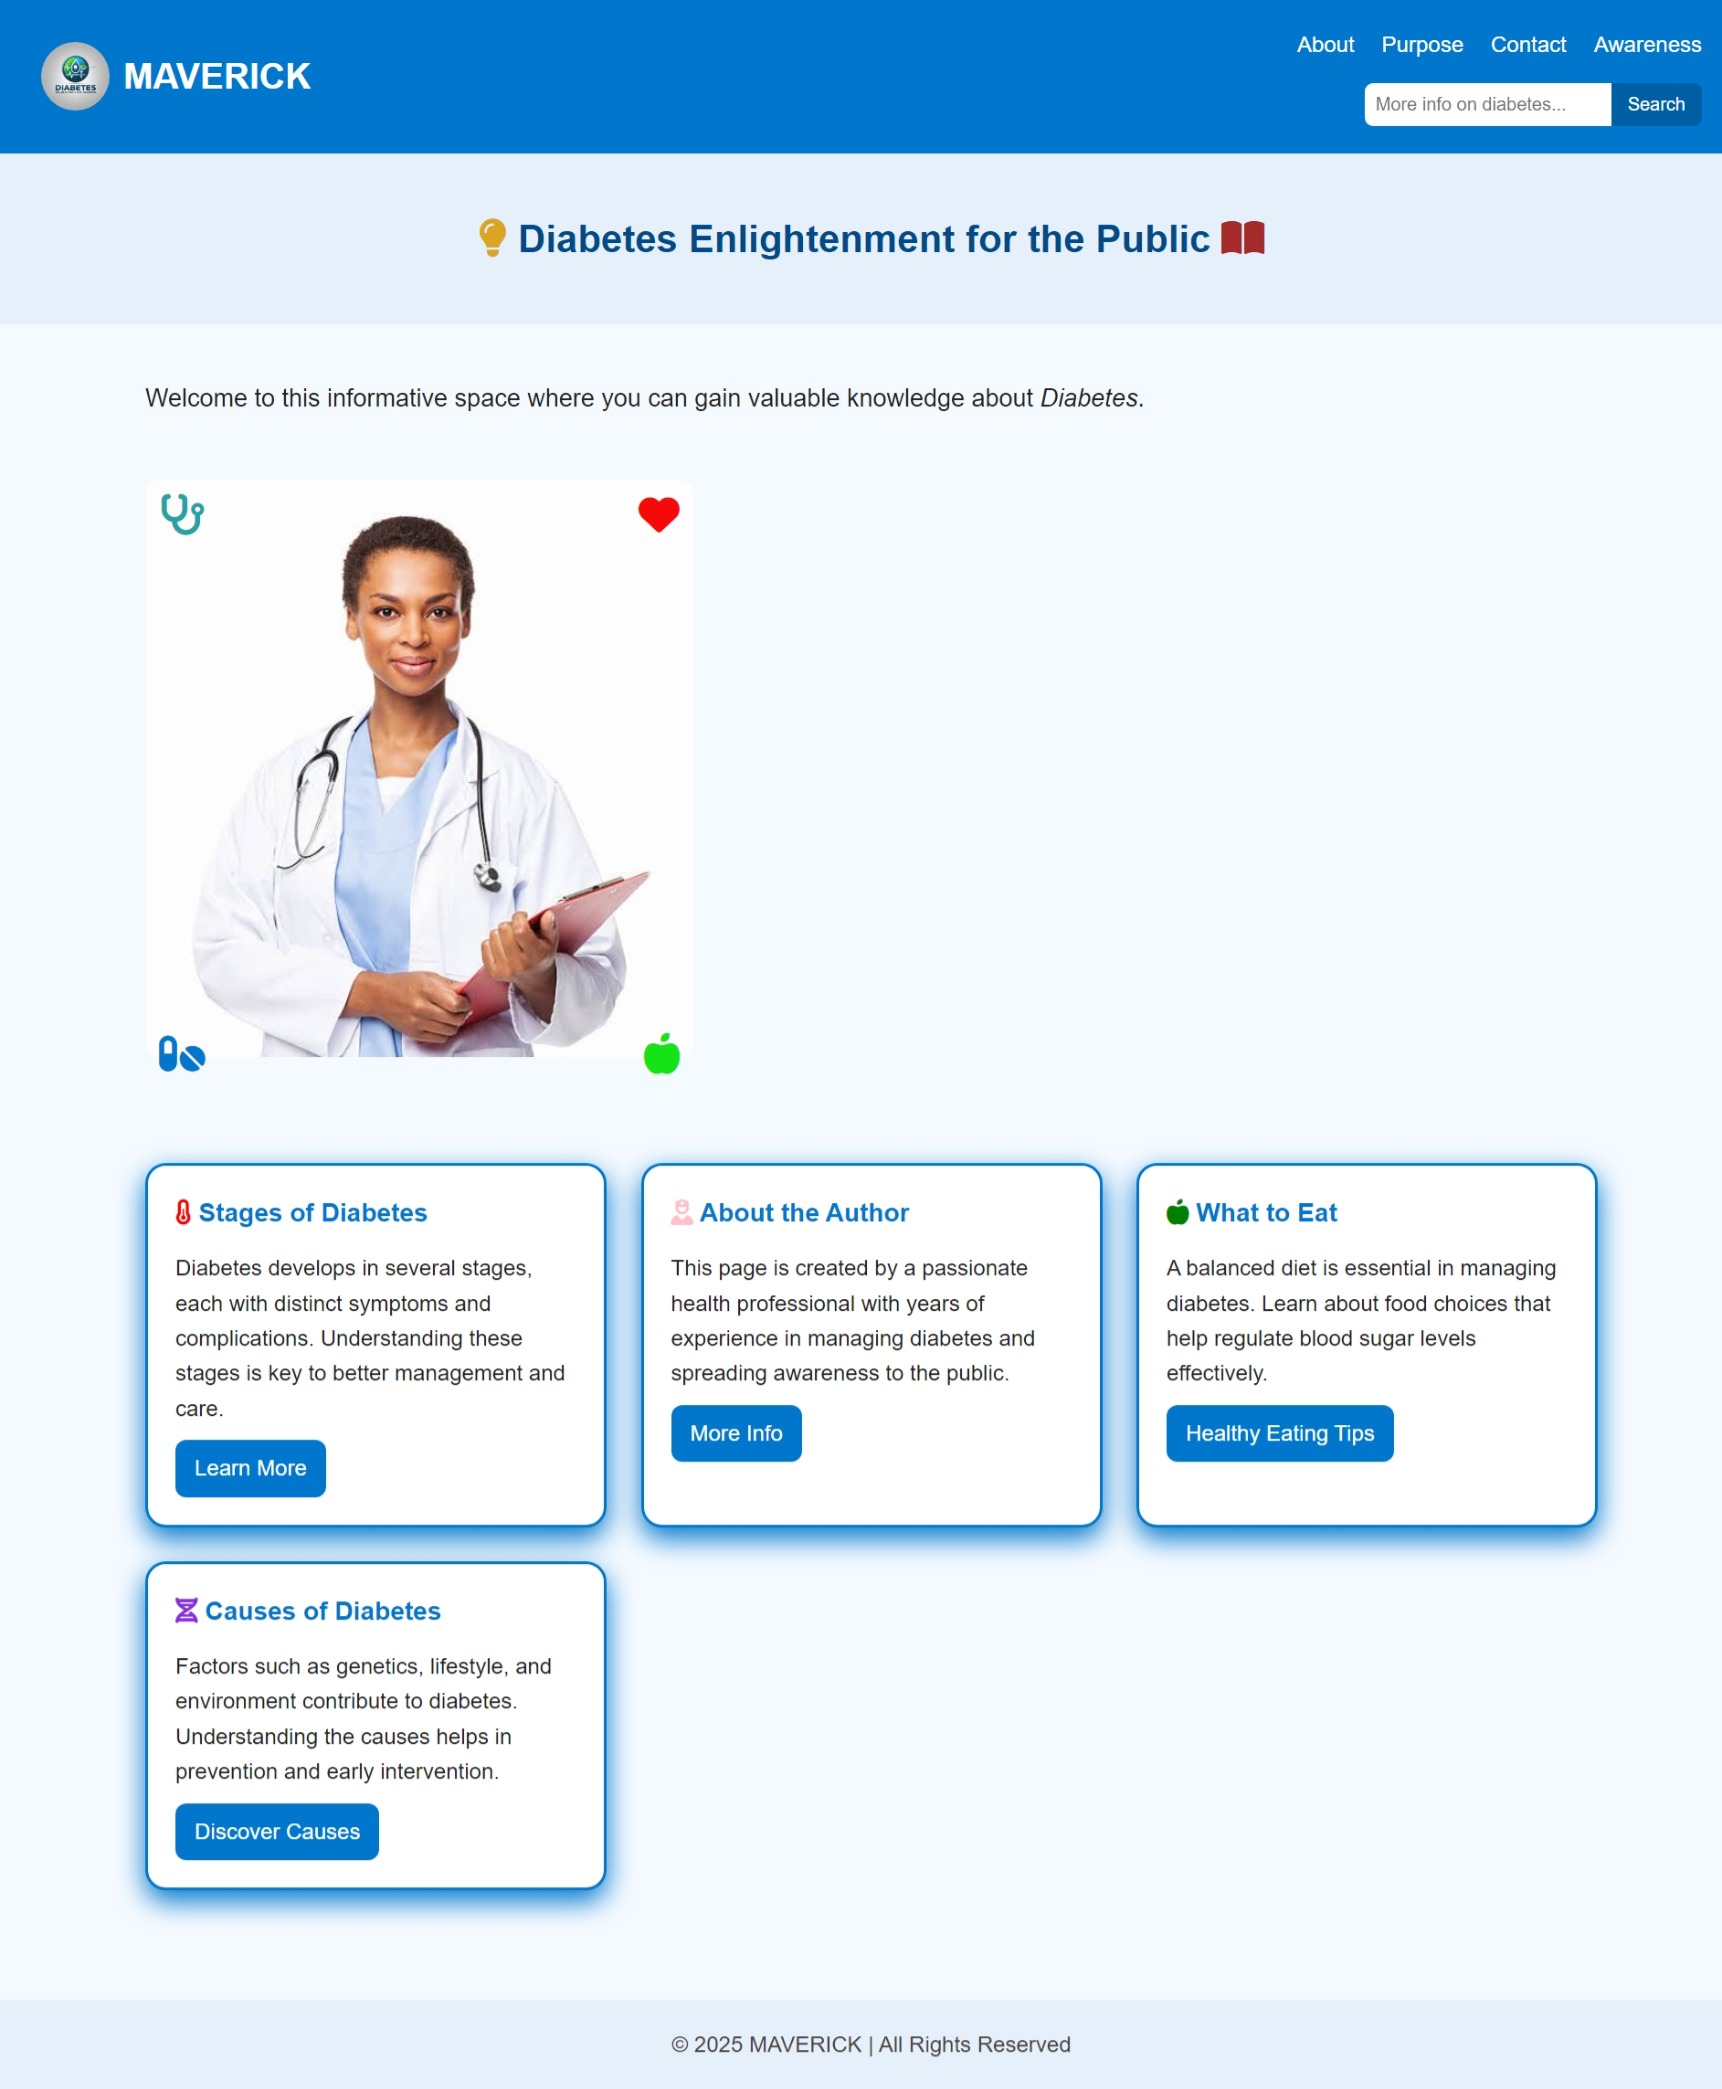 DIABETES
MAVERICK
About Purpose Contact Awareness
More info on diabetes... Search
Diabetes Enlightenment for the Public
Welcome to this informative space where you can gain valuable knowledge about Diabetes.
Stages of Diabetes
Diabetes develops in several stages,
each with distinct symptoms and
complications. Understanding these
stages is key to better management and
care.
Learn More
About the Author
This page is created by a passionate
health professional with years of
experience in managing diabetes and
spreading awareness to the public.
More Info
What to Eat
A balanced diet is essential in managing
diabetes. Learn about food choices that
help regulate blood sugar levels
effectively.
Healthy Eating Tips
Causes of Diabetes
Factors such as genetics, lifestyle, and
environment contribute to diabetes.
Understanding the causes helps in
prevention and early intervention.
Discover Causes
© 2025 MAVERICK | All Rights Reserved